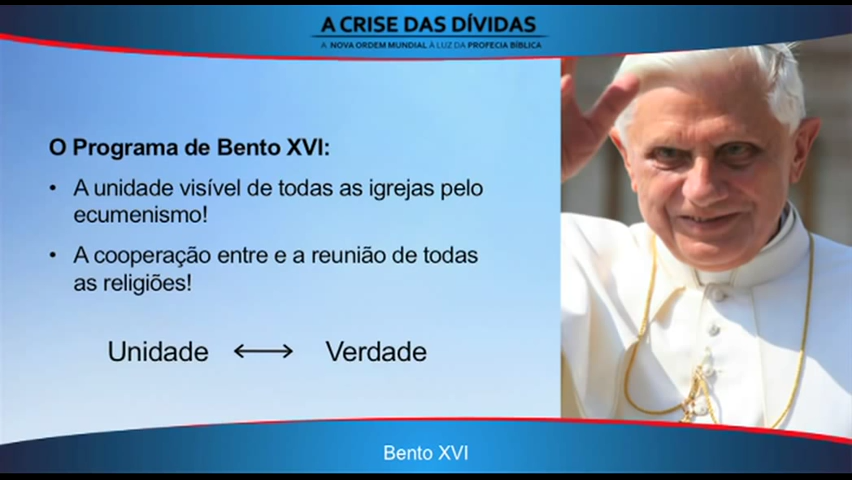 A CRISE DAS DÍVIDAS
A NOVA ORDEM MUNDIAL À LUZ DA PROFECIA BÍBLICA
O Programa de Bento XVI:
• A unidade visível de todas as igrejas pelo
ecumenismo!
• A cooperação entre e a reunião de todas
as religiões!
Unidade ⟷ Verdade
Bento XVI